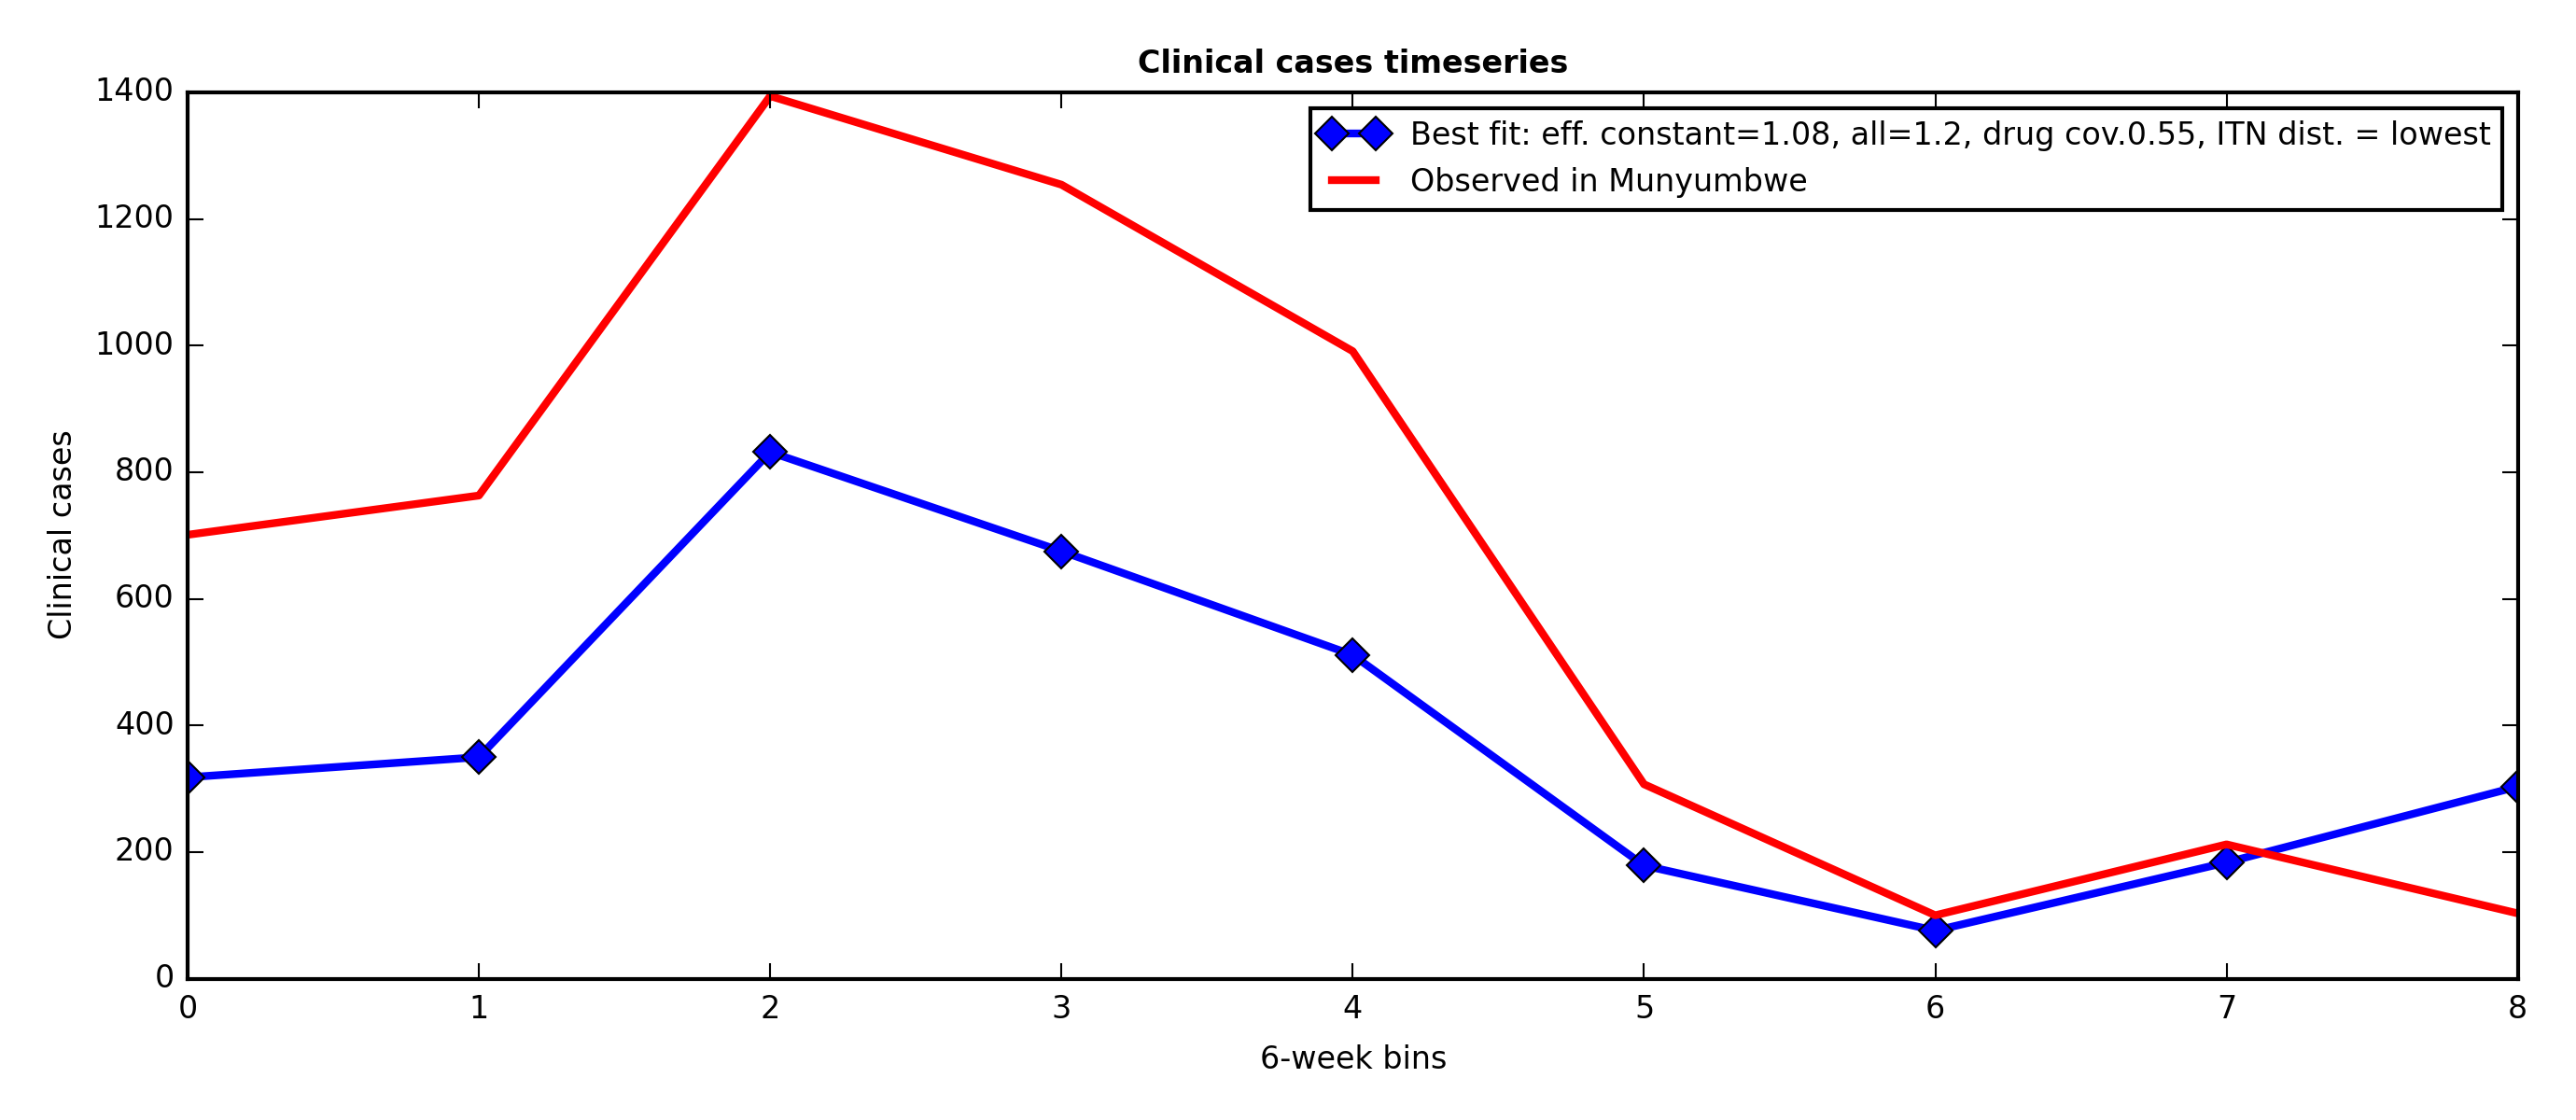 Clinical cases timeseries
Best fit: eff. constant=1.08, all=1.2, drug cov.0.55, ITN dist. = lowest
Observed in Munyumbwe
Clinical cases
1400
1200
1000
800
600
400
200
0
0 1 2 3 4 5 6 7 8
6-week bins